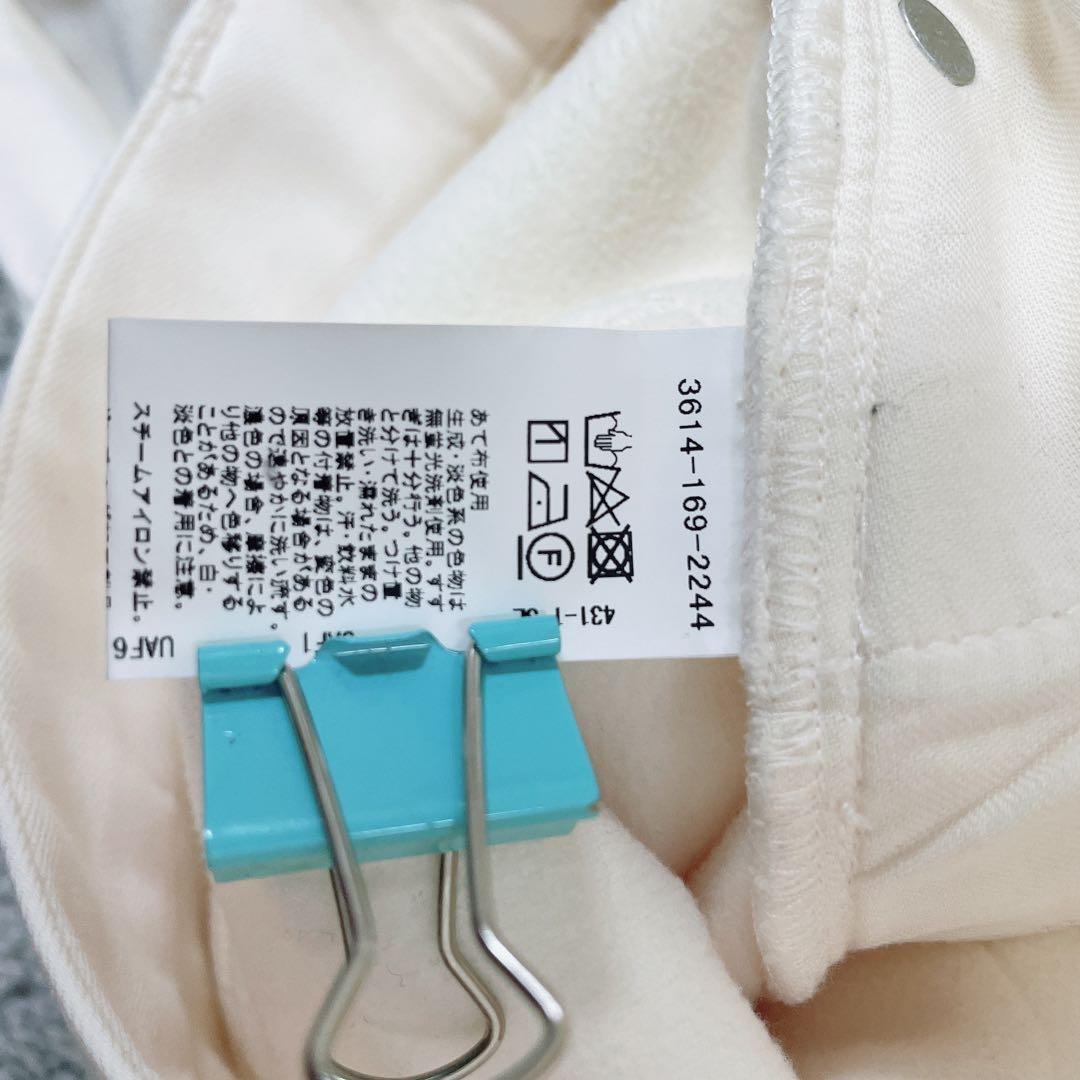 3614-169-2244
431-1
F
あて布使用
生成・淡色系の色物は
無蛍光洗剤使用。すす
ぎは十分行う。他の物
と分けて洗う。つけ置
き洗い・濡れたままの
放置禁止。汗・飲料水
等の付着物は、変色の
原因となる場合がある
ので速やかに洗い流す。
濃色の場合、摩擦によ
り他の物へ色移りする
ことがあるため、白・
淡色との着用に注意。
スチームアイロン禁止。
UAF6